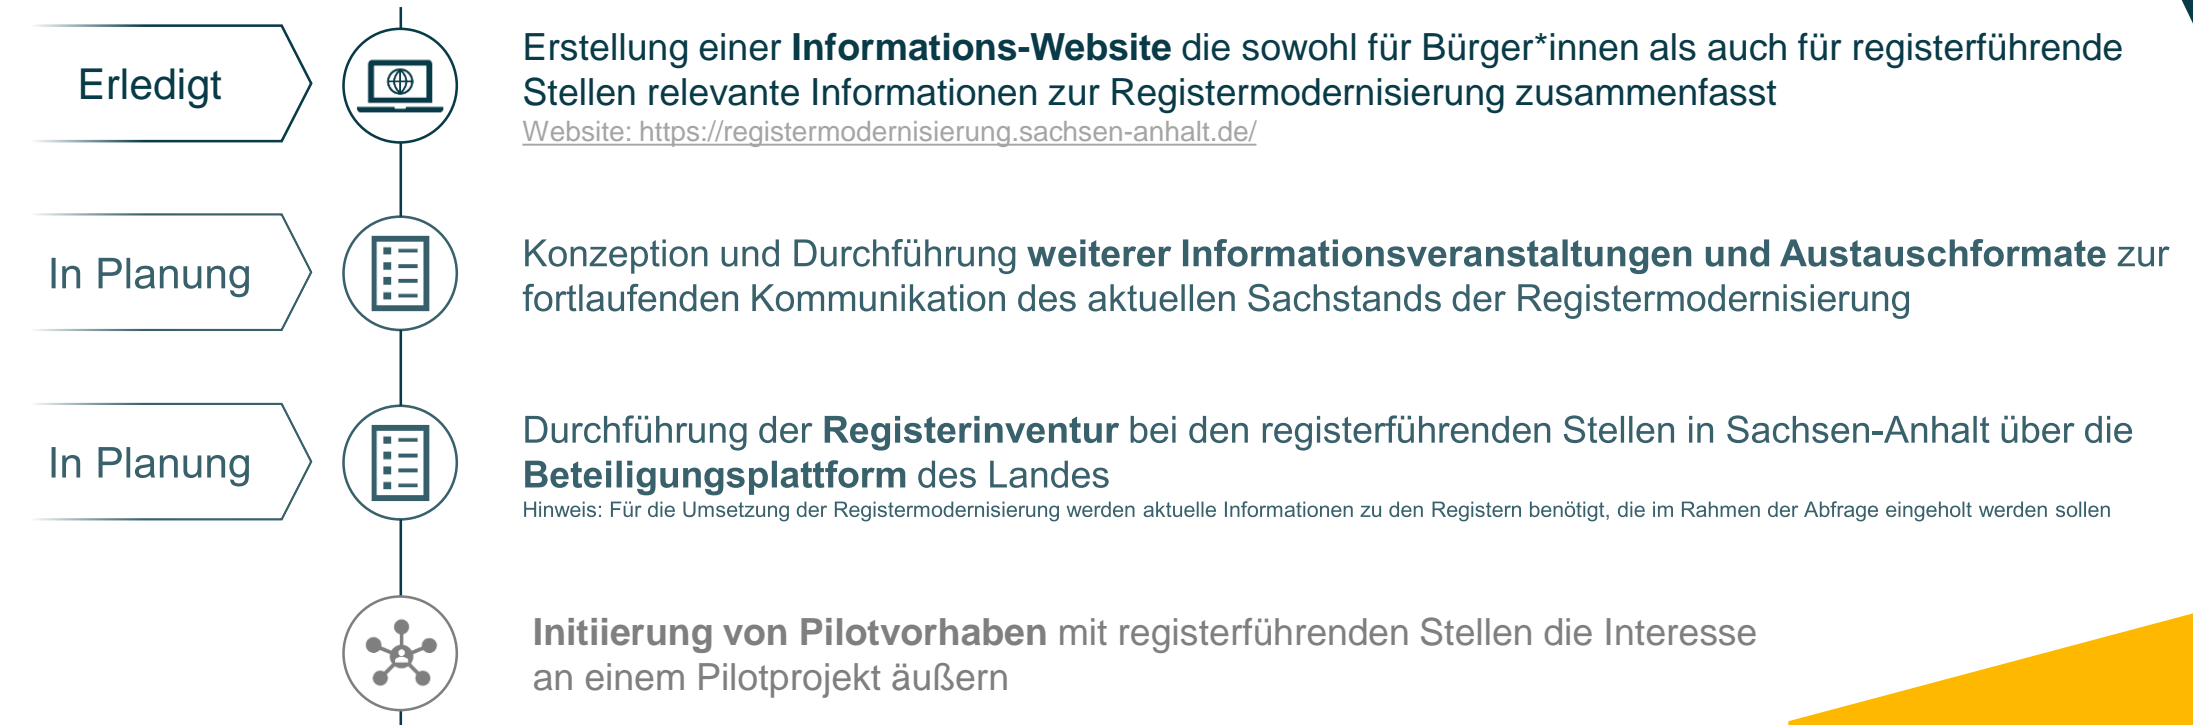 Erledigt
Erstellung einer Informations-Website die sowohl für Bürger*innen als auch für registerführende
Stellen relevante Informationen zur Registermodernisierung zusammenfasst
Website: https://registermodernisierung.sachsen-anhalt.de/
In Planung
Konzeption und Durchführung weiterer Informationsveranstaltungen und Austauschformate zur
fortlaufenden Kommunikation des aktuellen Sachstands der Registermodernisierung
In Planung
Durchführung der Registerinventur bei den registerführenden Stellen in Sachsen-Anhalt über die
Beteiligungsplattform des Landes
Hinweis: Für die Umsetzung der Registermodernisierung werden aktuelle Informationen zu den Registern benötigt, die im Rahmen der Abfrage eingeholt werden sollen
Initiierung von Pilotvorhaben mit registerführenden Stellen die Interesse
an einem Pilotprojekt äußern